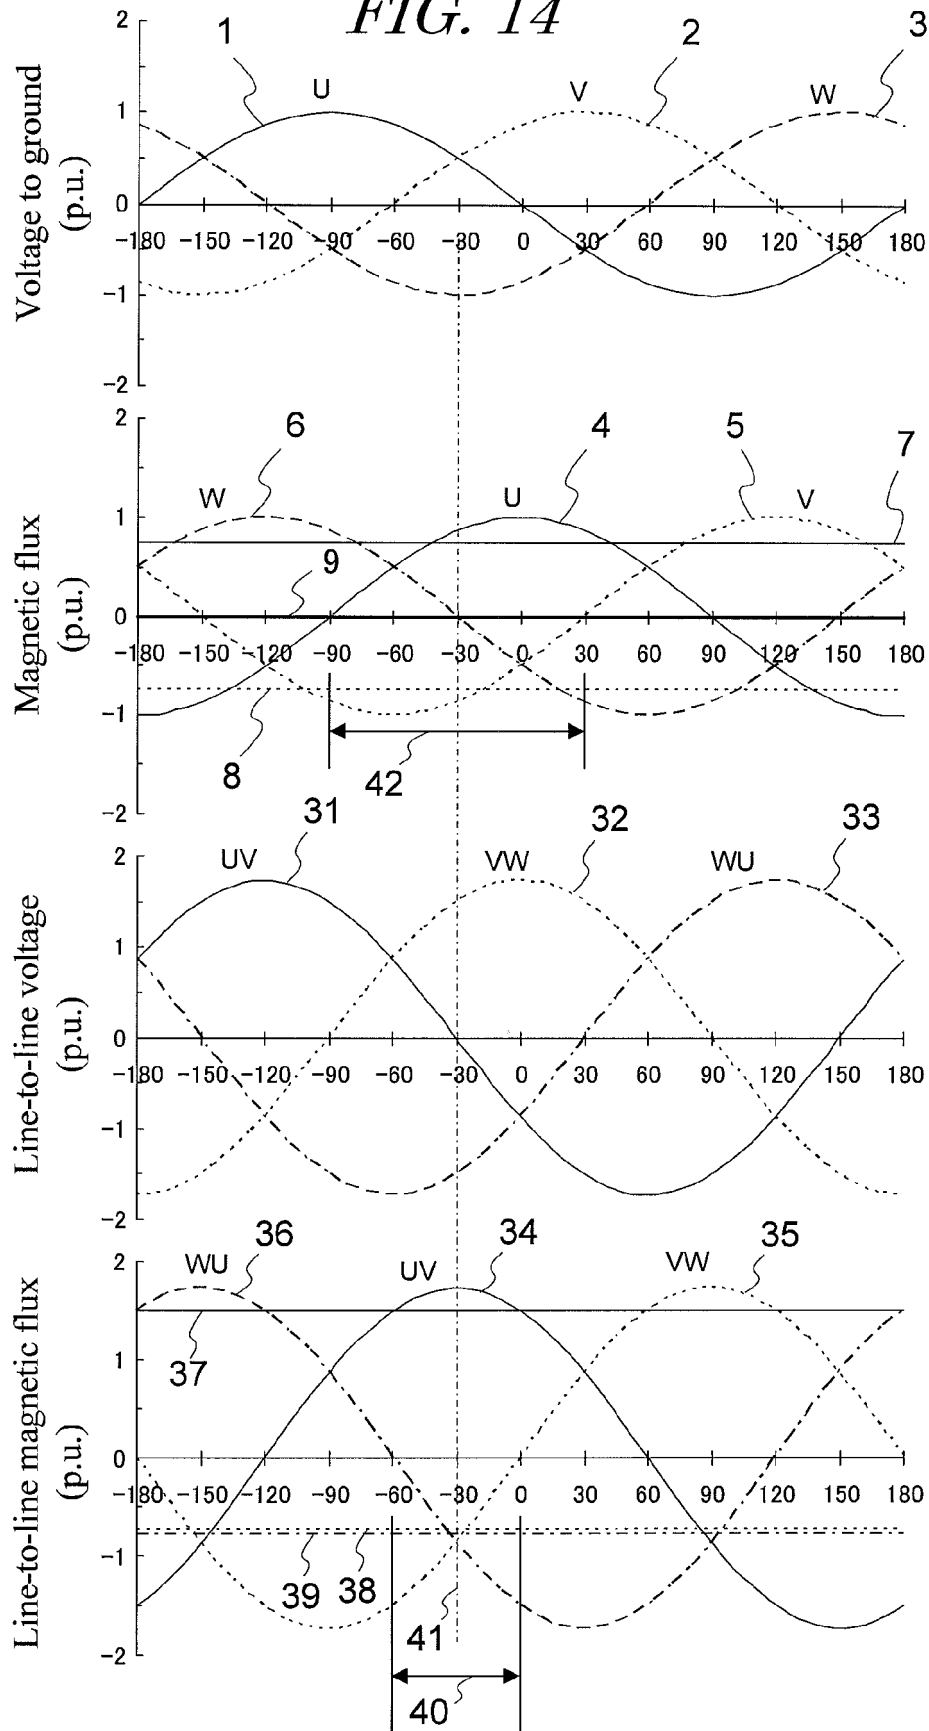 FIG. 14
Voltage to ground
(p.u.)
2
1
0
-1
-2
1
2
3
U
V
W
-180 -150 -120 -90 -60 -30 0 30 60 90 120 150 180
Magnetic flux
(p.u.)
2
1
0
-1
-2
6
4
5
7
W
U
V
9
-180 -150 -120 -90 -60 -30 0 30 60 90 120 150 180
8
42
Line-to-line voltage
(p.u.)
2
1
0
-1
-2
31
32
33
UV
VW
WU
-180 -150 -120 -90 -60 -30 0 30 60 90 120 150 180
Line-to-line magnetic flux
(p.u.)
2
1
0
-1
-2
36
34
35
WU
UV
VW
37
-180 -150 -120 -90 -60 -30 0 30 60 90 120 150 180
39
38
41
40